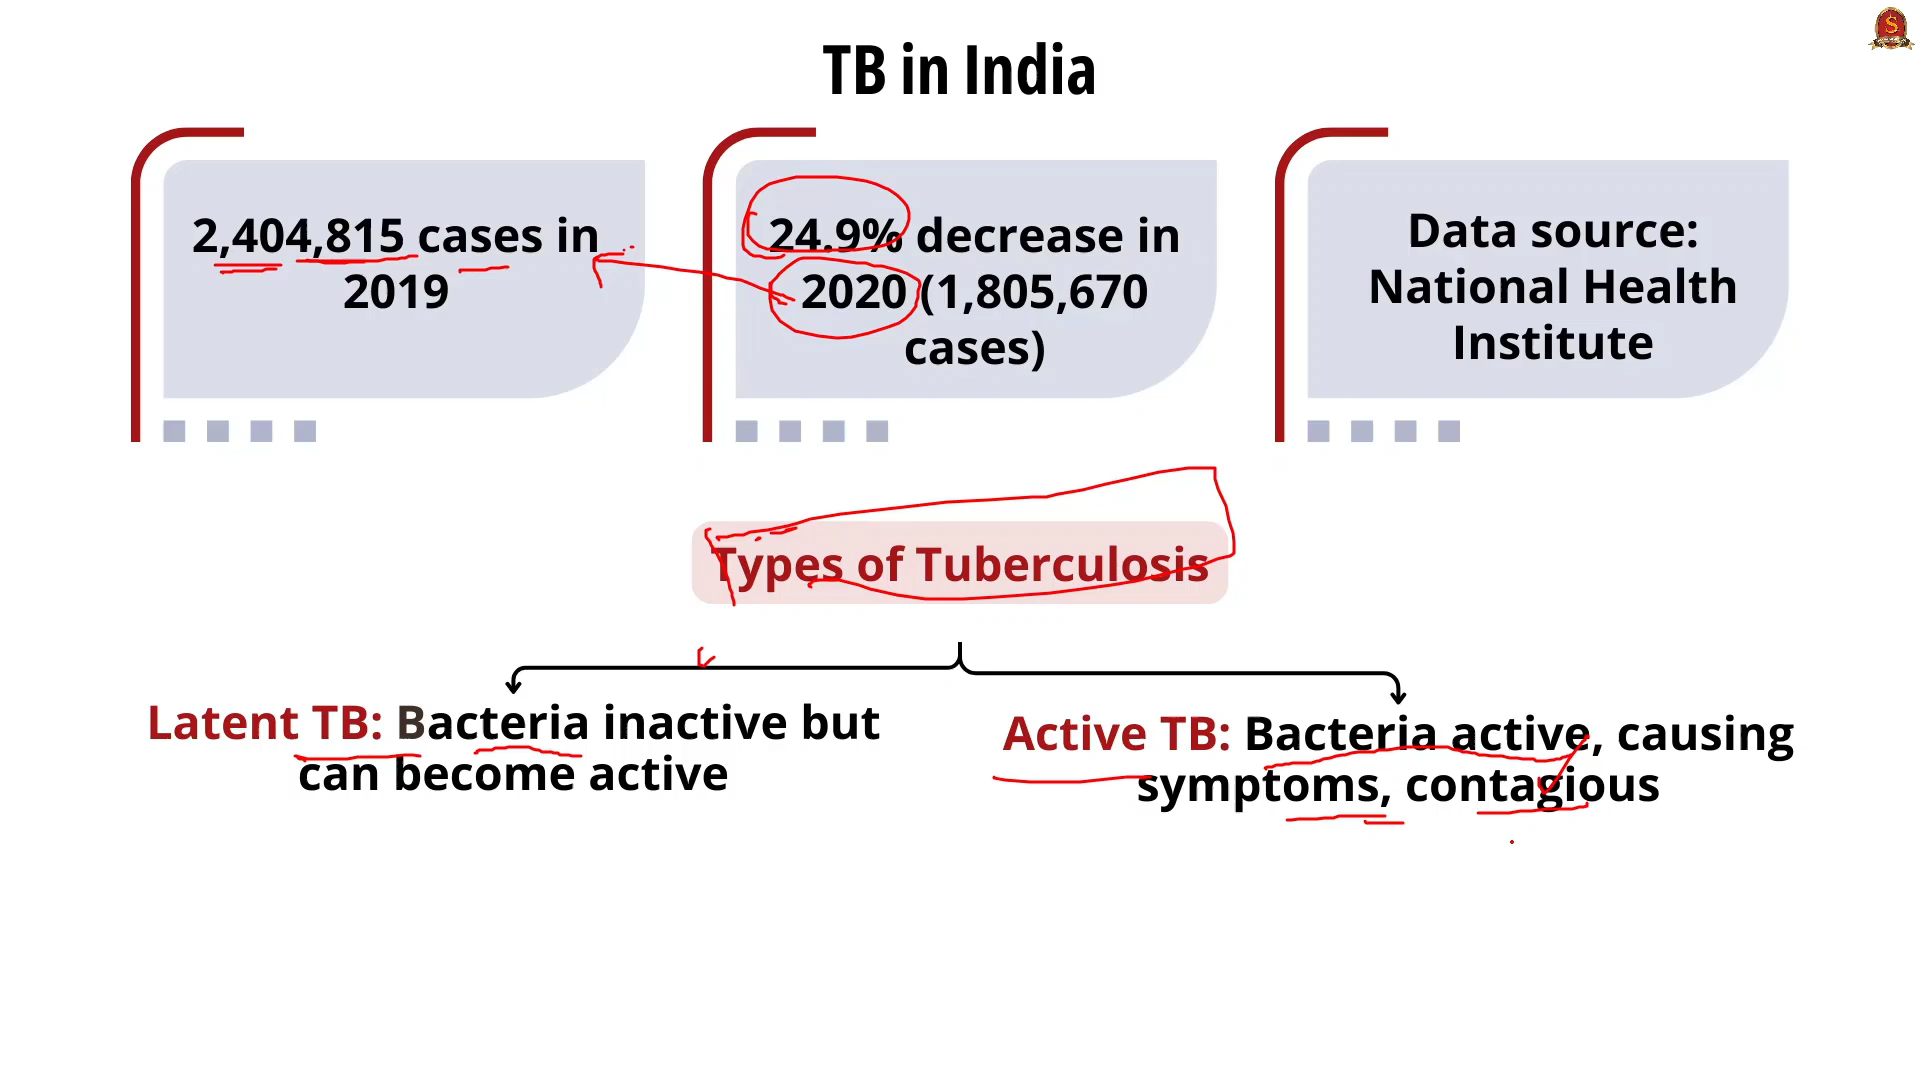 TB in India
2,404,815 cases in
2019
24.9% decrease in
2020 (1,805,670
cases)
Data source:
National Health
Institute
Types of Tuberculosis
Latent TB: Bacteria inactive but
can become active
Active TB: Bacteria active, causing
symptoms, contagious